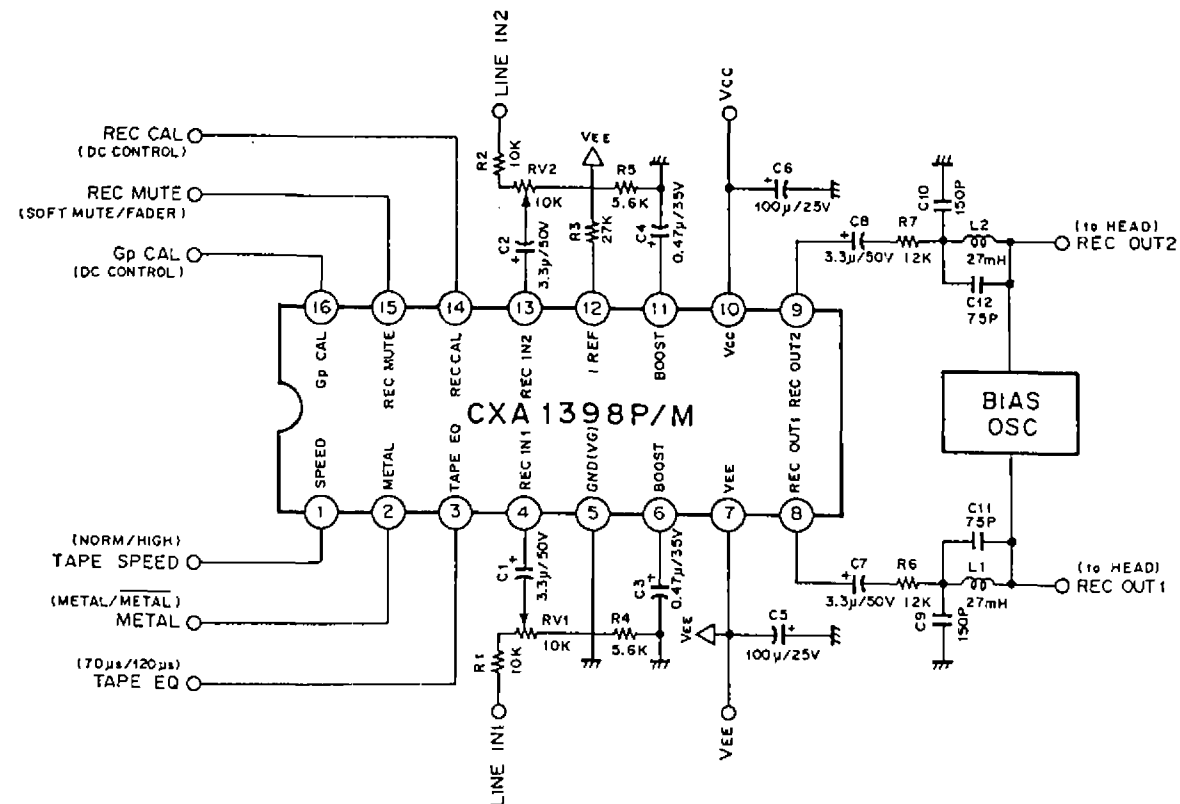 LINE IN2
VCC
REC CAL
(DC CONTROL)
REC MUTE
(SOFT MUTE/FADER)
Gp CAL
(DC CONTROL)
R2
10K
RV2
10K
VEE
R5
5.6K
R3
27K
C2
3.3µ/50V
C4
0.47µ/35V
C6
100µ/25V
C8
3.3µ/50V
R7
12K
C10
150P
L2
27mH
C12
75P
(to HEAD)
REC OUT2
16
15
14
13
12
11
10
9
Gp CAL
REC MUTE
REC CAL
REC IN2
I REF
BOOST
Vcc
REC OUT2
CXA1398P/M
BIAS
OSC
SPEED
METAL
TAPE EQ
REC IN1
GND(VG)
BOOST
VEE
REC OUT1
1
2
3
4
5
6
7
8
(NORM/HIGH)
TAPE SPEED
(METAL/M̅E̅T̅A̅L̅)
METAL
(70µs/120µs)
TAPE EQ
C1
3.3µ/50V
RV1
10K
R1
10K
R4
5.6K
C3
0.47µ/35V
VEE
C5
100µ/25V
C7
3.3µ/50V
R6
12K
C11
75P
L1
27mH
C9
150P
(to HEAD)
REC OUT1
LINE IN1
VEE